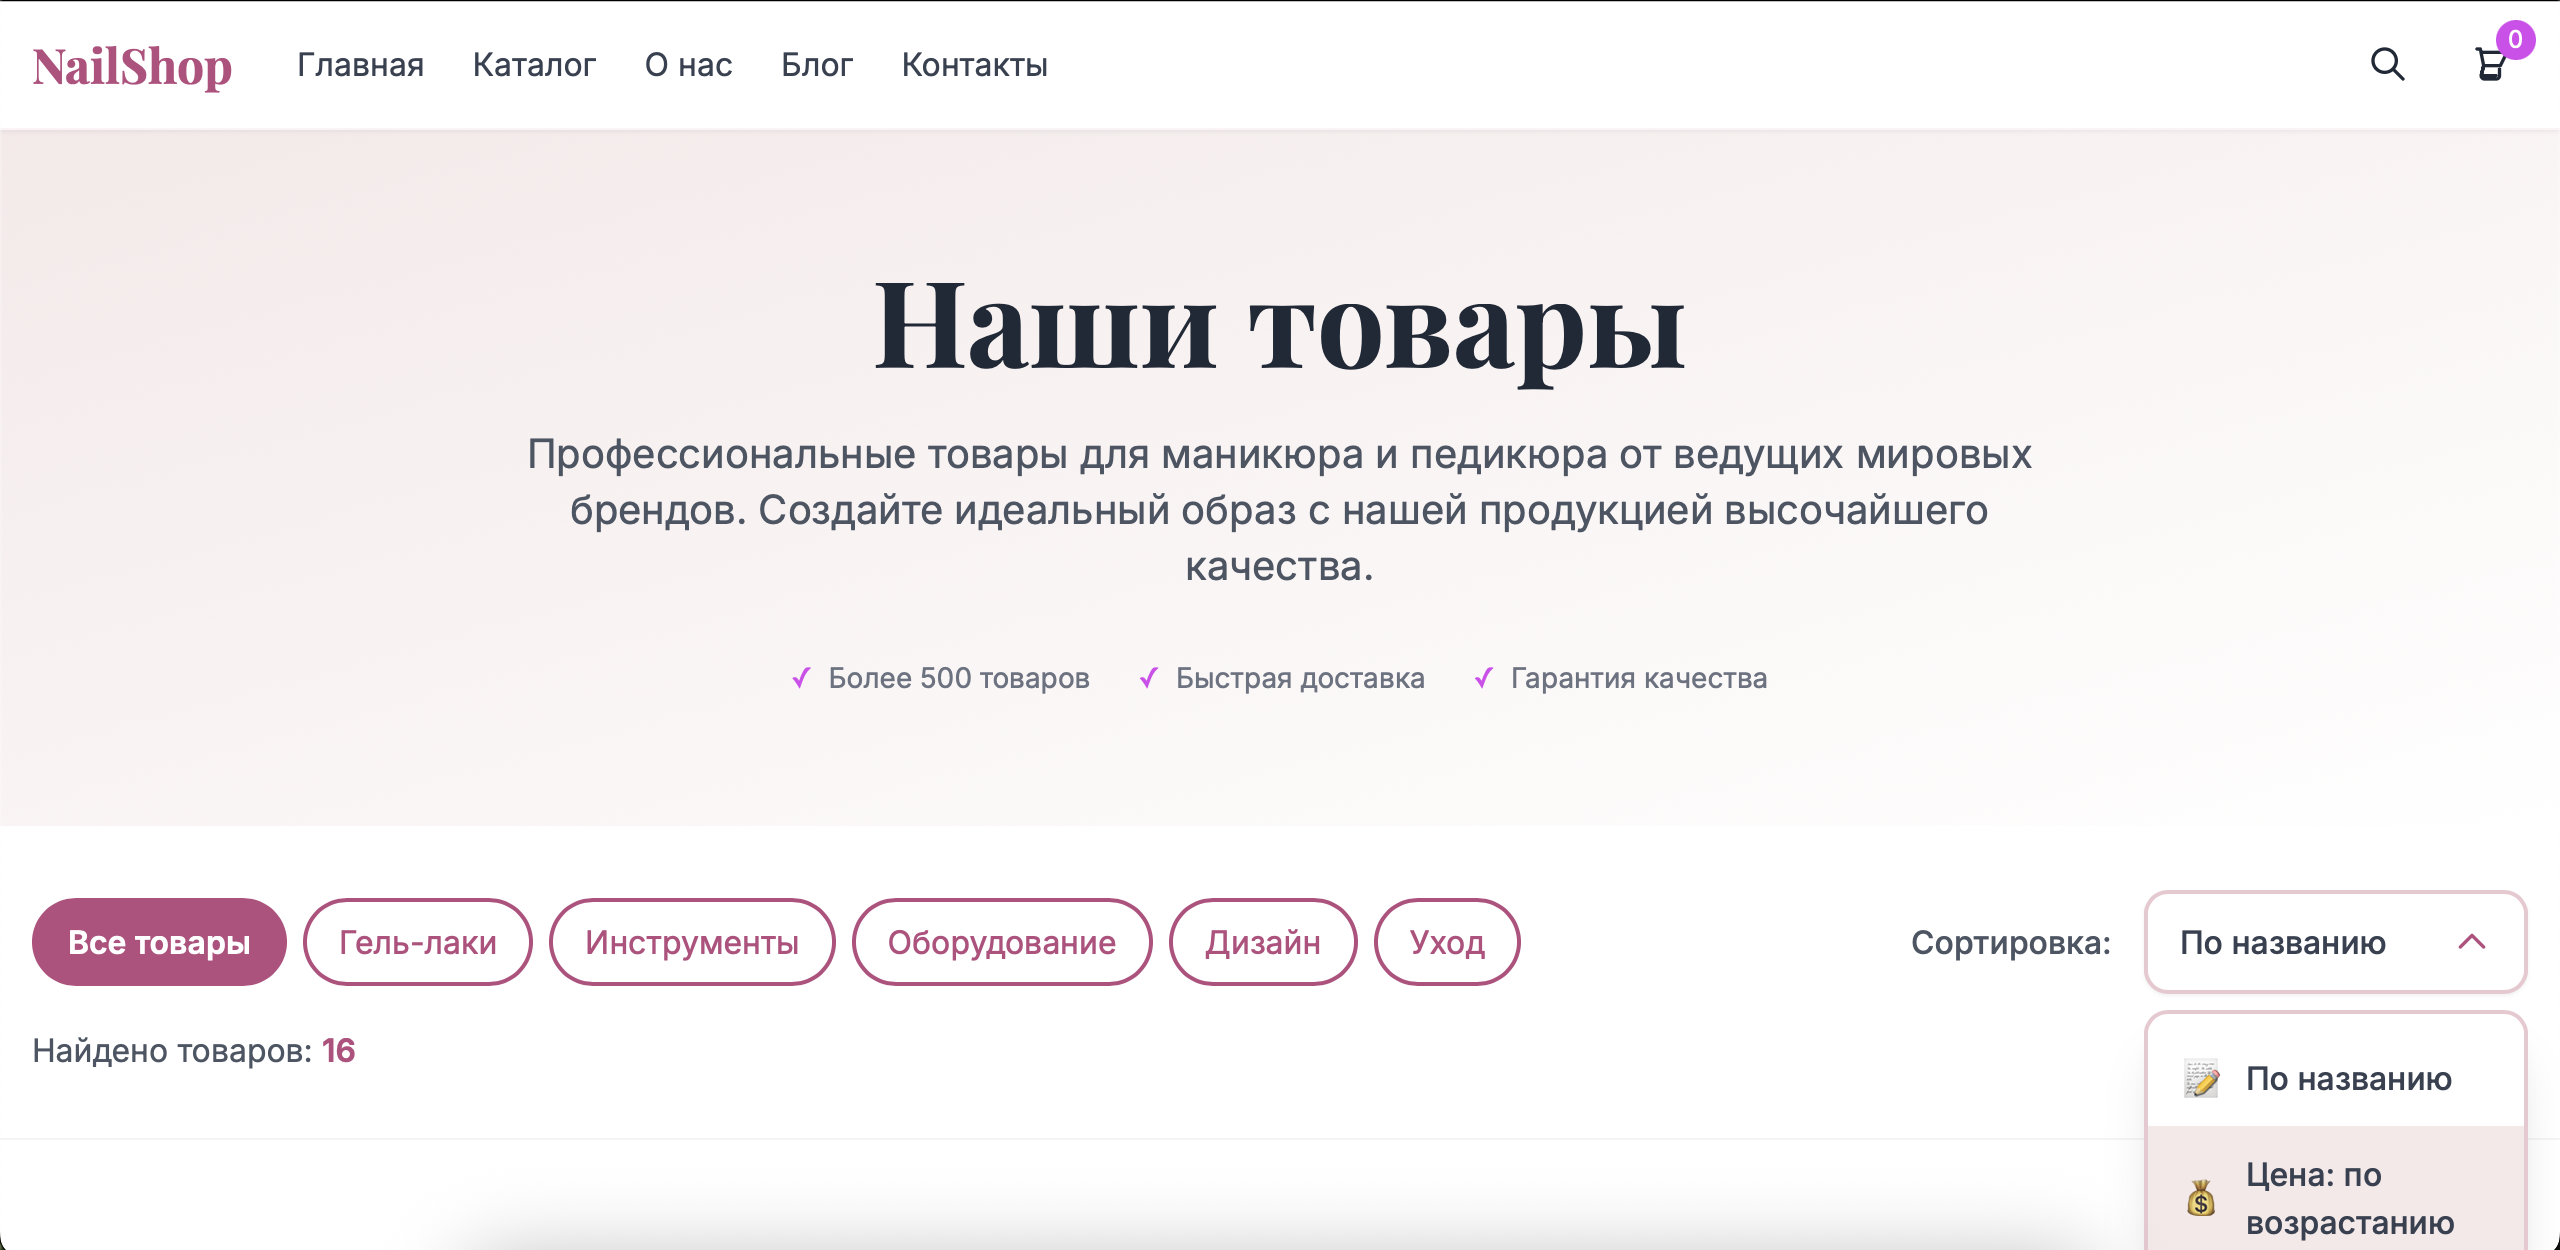 NailShop
Главная
Каталог
О нас
Блог
Контакты
0
Наши товары
Профессиональные товары для маникюра и педикюра от ведущих мировых
брендов. Создайте идеальный образ с нашей продукцией высочайшего
качества.
✓ Более 500 товаров
✓ Быстрая доставка
✓ Гарантия качества
Все товары
Гель-лаки
Инструменты
Оборудование
Дизайн
Уход
Сортировка:
По названию
Найдено товаров: 16
По названию
Цена: по
возрастанию